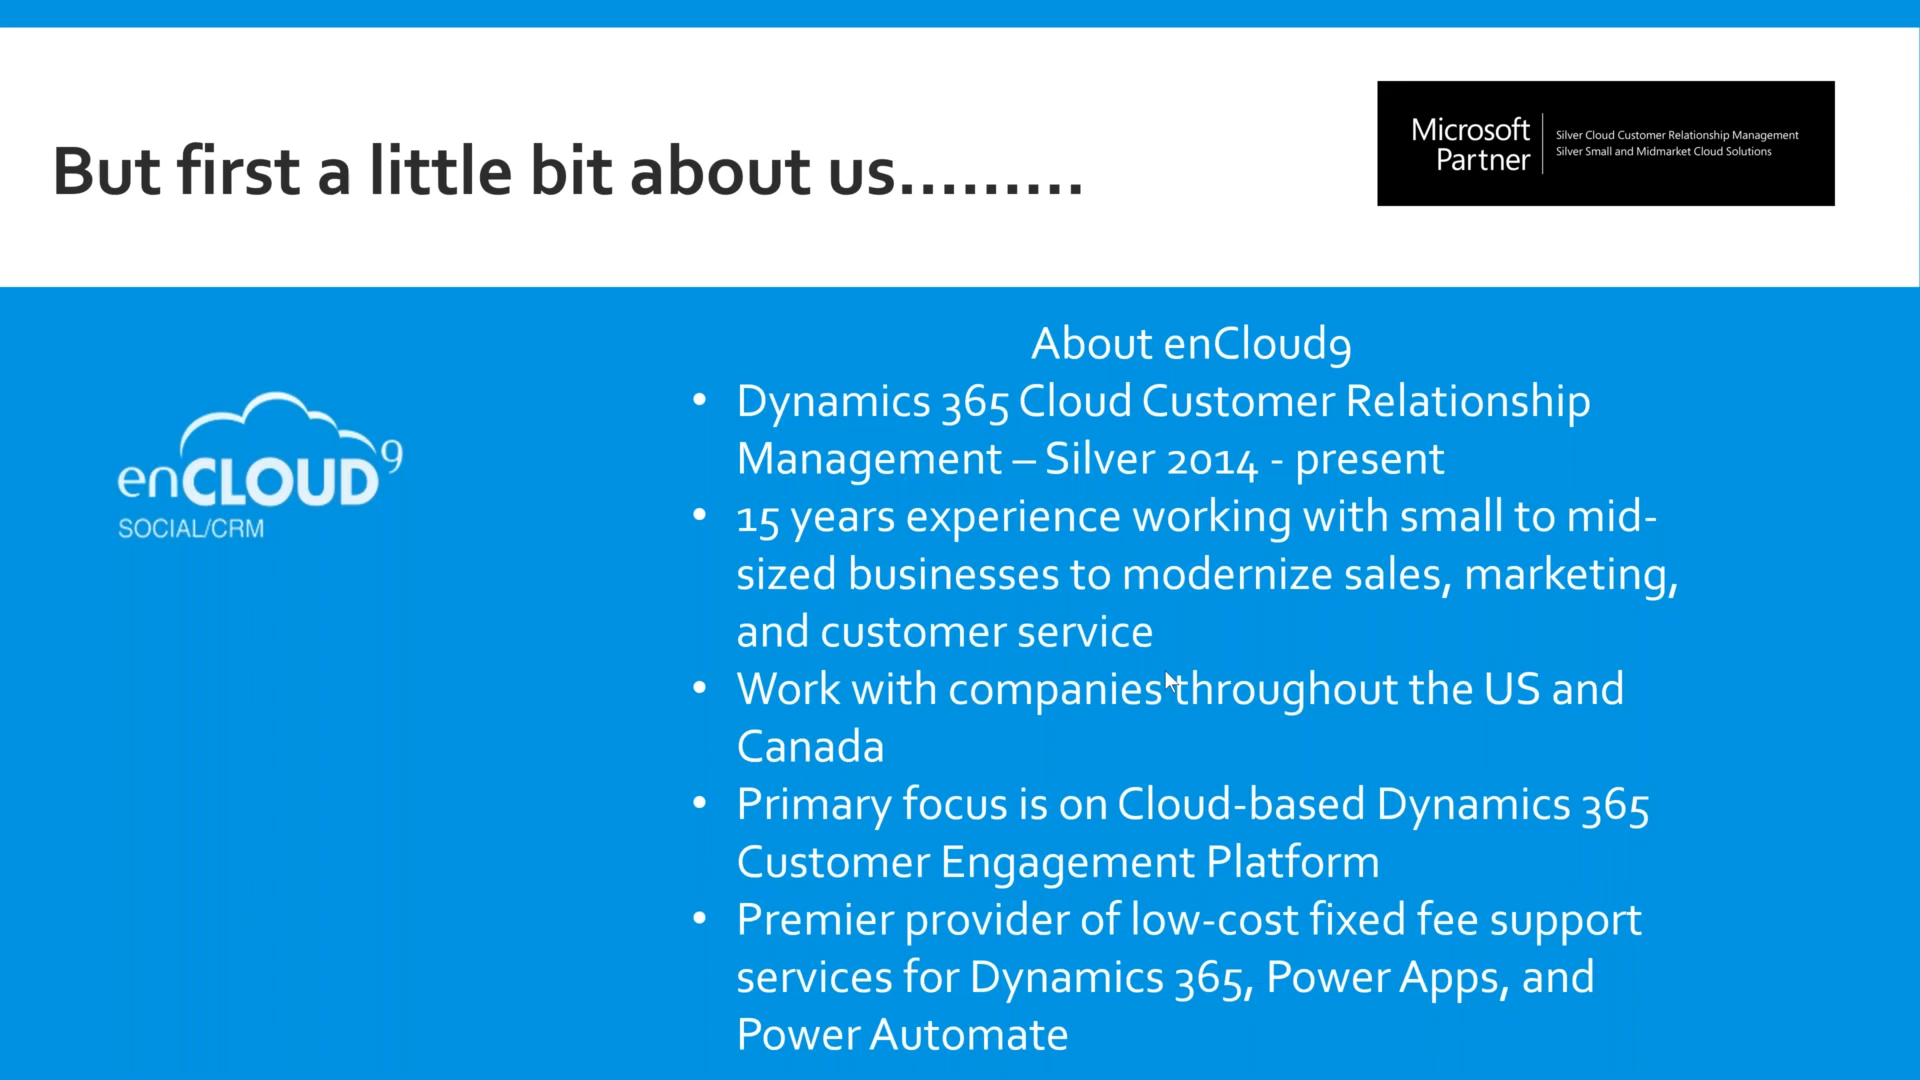 But first a little bit about us.........
Microsoft
Partner
Silver Cloud Customer Relationship Management
Silver Small and Midmarket Cloud Solutions
enCLOUD9
SOCIAL/CRM
About enCloud9
• Dynamics 365 Cloud Customer Relationship
Management – Silver 2014 - present
• 15 years experience working with small to mid-
sized businesses to modernize sales, marketing,
and customer service
• Work with companies throughout the US and
Canada
• Primary focus is on Cloud-based Dynamics 365
Customer Engagement Platform
• Premier provider of low-cost fixed fee support
services for Dynamics 365, Power Apps, and
Power Automate